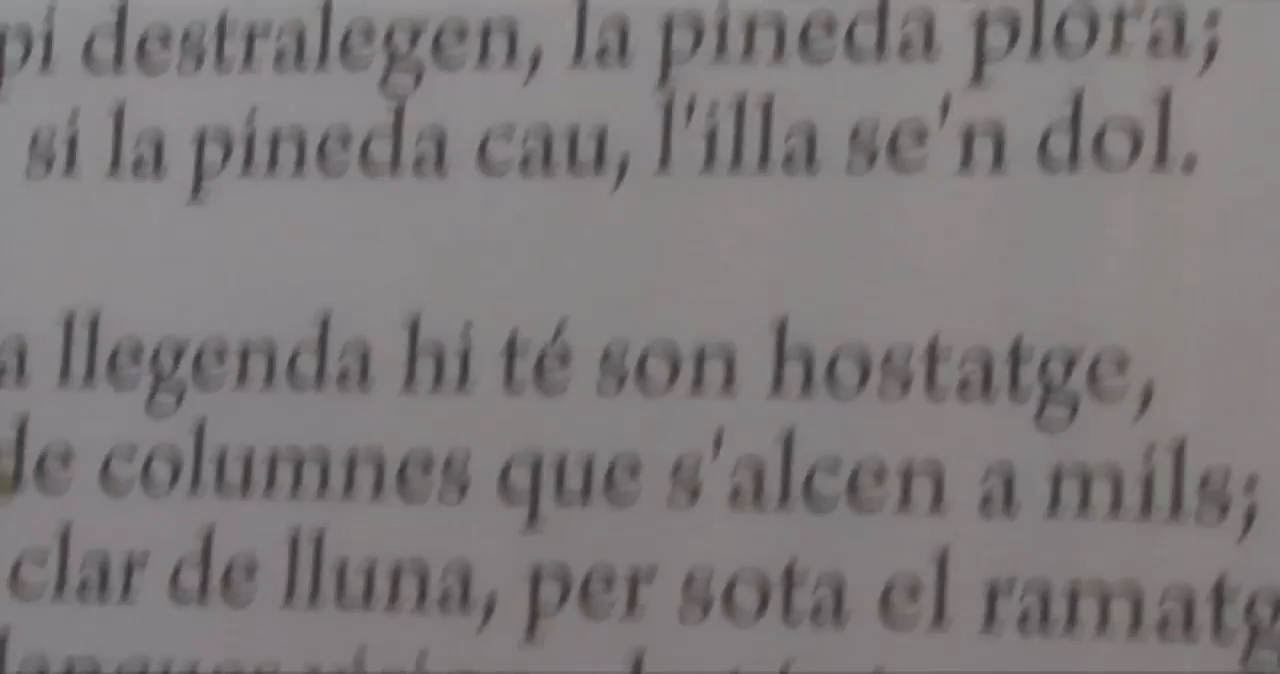 pi destralegen, la pineda plora;
si la pineda cau, l'illa se'n dol.
a llegenda hi té son hostatge,
de columnes que s'alcen a mils;
clar de lluna, per sota el ramatg